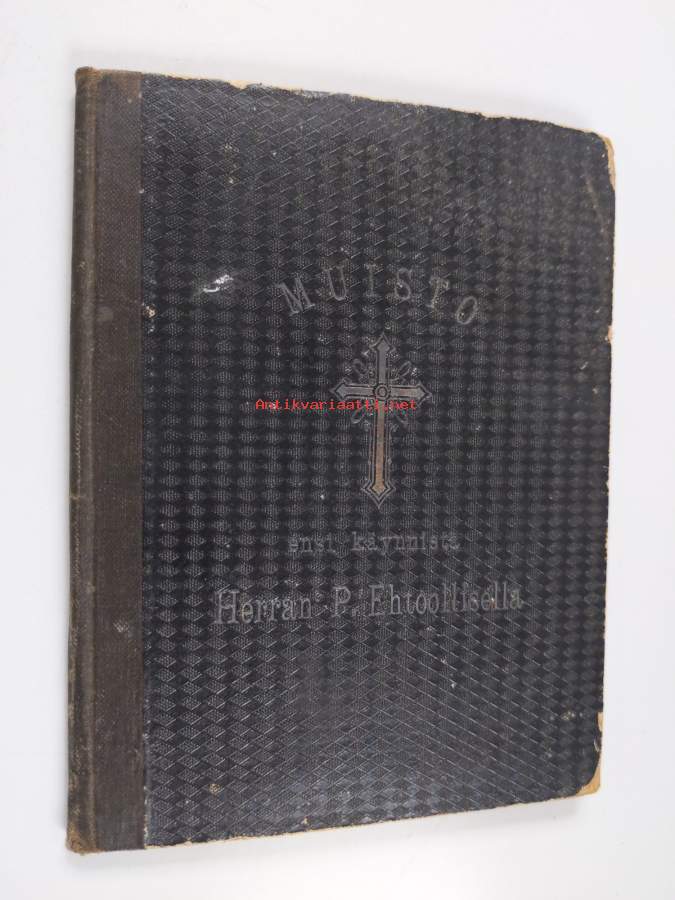 MUISTO
Antikvariaatti.net
ensi käynnistä
Herran P. Ehtoollisella